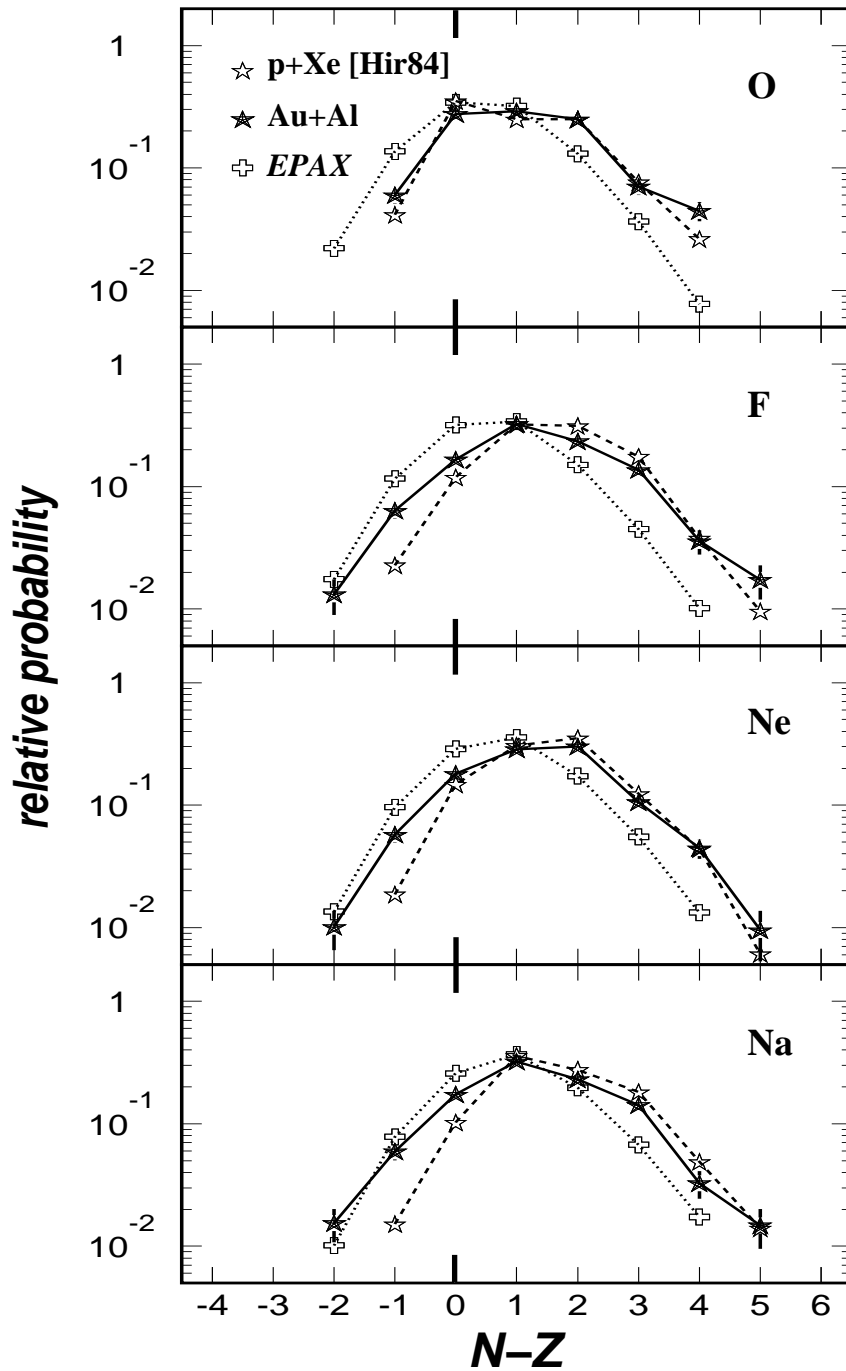 relative probability
1
10⁻¹
10⁻²
p+Xe [Hir84]
Au+Al
EPAX
O
1
10⁻¹
10⁻²
F
1
10⁻¹
10⁻²
Ne
1
10⁻¹
10⁻²
Na
-4 -3 -2 -1 0 1 2 3 4 5 6
N–Z